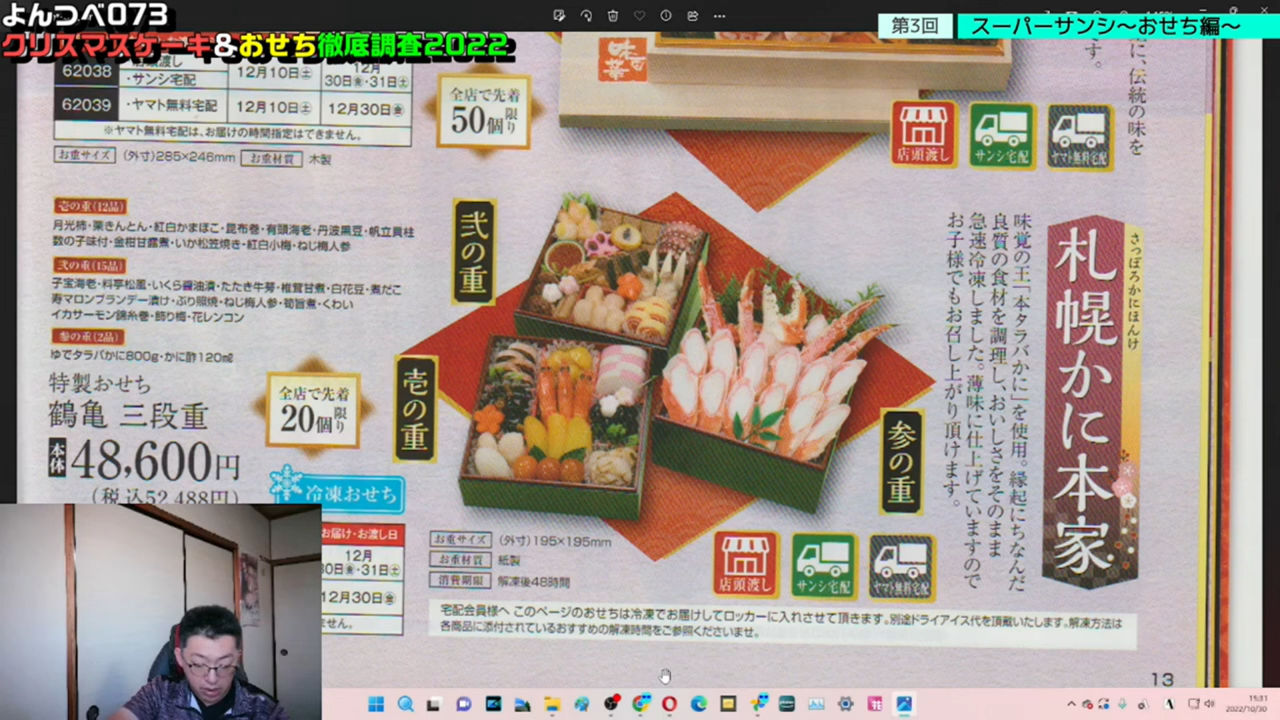 よんつべ073
クリスマスケーキ&おせち徹底調査2022
第3回
スーパーサンシ～おせち編～
62038
店頭渡し
・サンシ宅配
12月10日㊏
12月
30日㊎・31日㊏
62039
・ヤマト無料宅配
12月10日㊏
12月30日㊎
※ヤマト無料宅配は、お届けの時間指定はできません。
お重サイズ (外寸)285×246mm お重材質 木製
全店で先着
50個限り
店頭渡し
サンシ宅配
ヤマト無料宅配
に、伝統の味を
す。
壱の重(12品)
月光柿・栗きんとん・紅白かまぼこ・昆布巻・有頭海老・丹波黒豆・帆立貝柱
数の子味付・金柑甘露煮・いか松笠焼き・紅白小梅・ねじ梅人参
弐の重(15品)
子宝海老・料亭松風・いくら醤油漬・たたき牛蒡・椎茸甘煮・白花豆・煮だこ
寿マロンブランデー漬け・ぶり照焼・ねじ梅人参・筍旨煮・くわい
イカサーモン錦糸巻・飾り梅・花レンコン
参の重(2品)
ゆでタラバかに800g・かに酢120㎖
特製おせち
鶴亀 三段重
本体48,600円
(税込52,488円)
全店で先着
20個限り
冷凍おせち
お届け・お渡し日
12月
30日㊎・31日㊏
12月30日㊎
ません。
弐の重
壱の重
参の重
さっぽろかにほんけ
札幌かに本家
味覚の王「本タラバかに」を使用。縁起にちなんだ
良質の食材を調理し、おいしさをそのまま
急速冷凍しました。薄味に仕上げていますので
お子様でもお召し上がり頂けます。
お重サイズ (外寸)195×195mm
お重材質 紙製
消費期限 解凍後48時間
店頭渡し
サンシ宅配
ヤマト無料宅配
宅配会員様へ このページのおせちは冷凍でお届けしてロッカーに入れさせて頂きます。別途ドライアイス代を頂戴いたします。解凍方法は
各商品に添付されているおすすめの解凍時間をご参照くださいませ。
13
15:31
2022/10/30